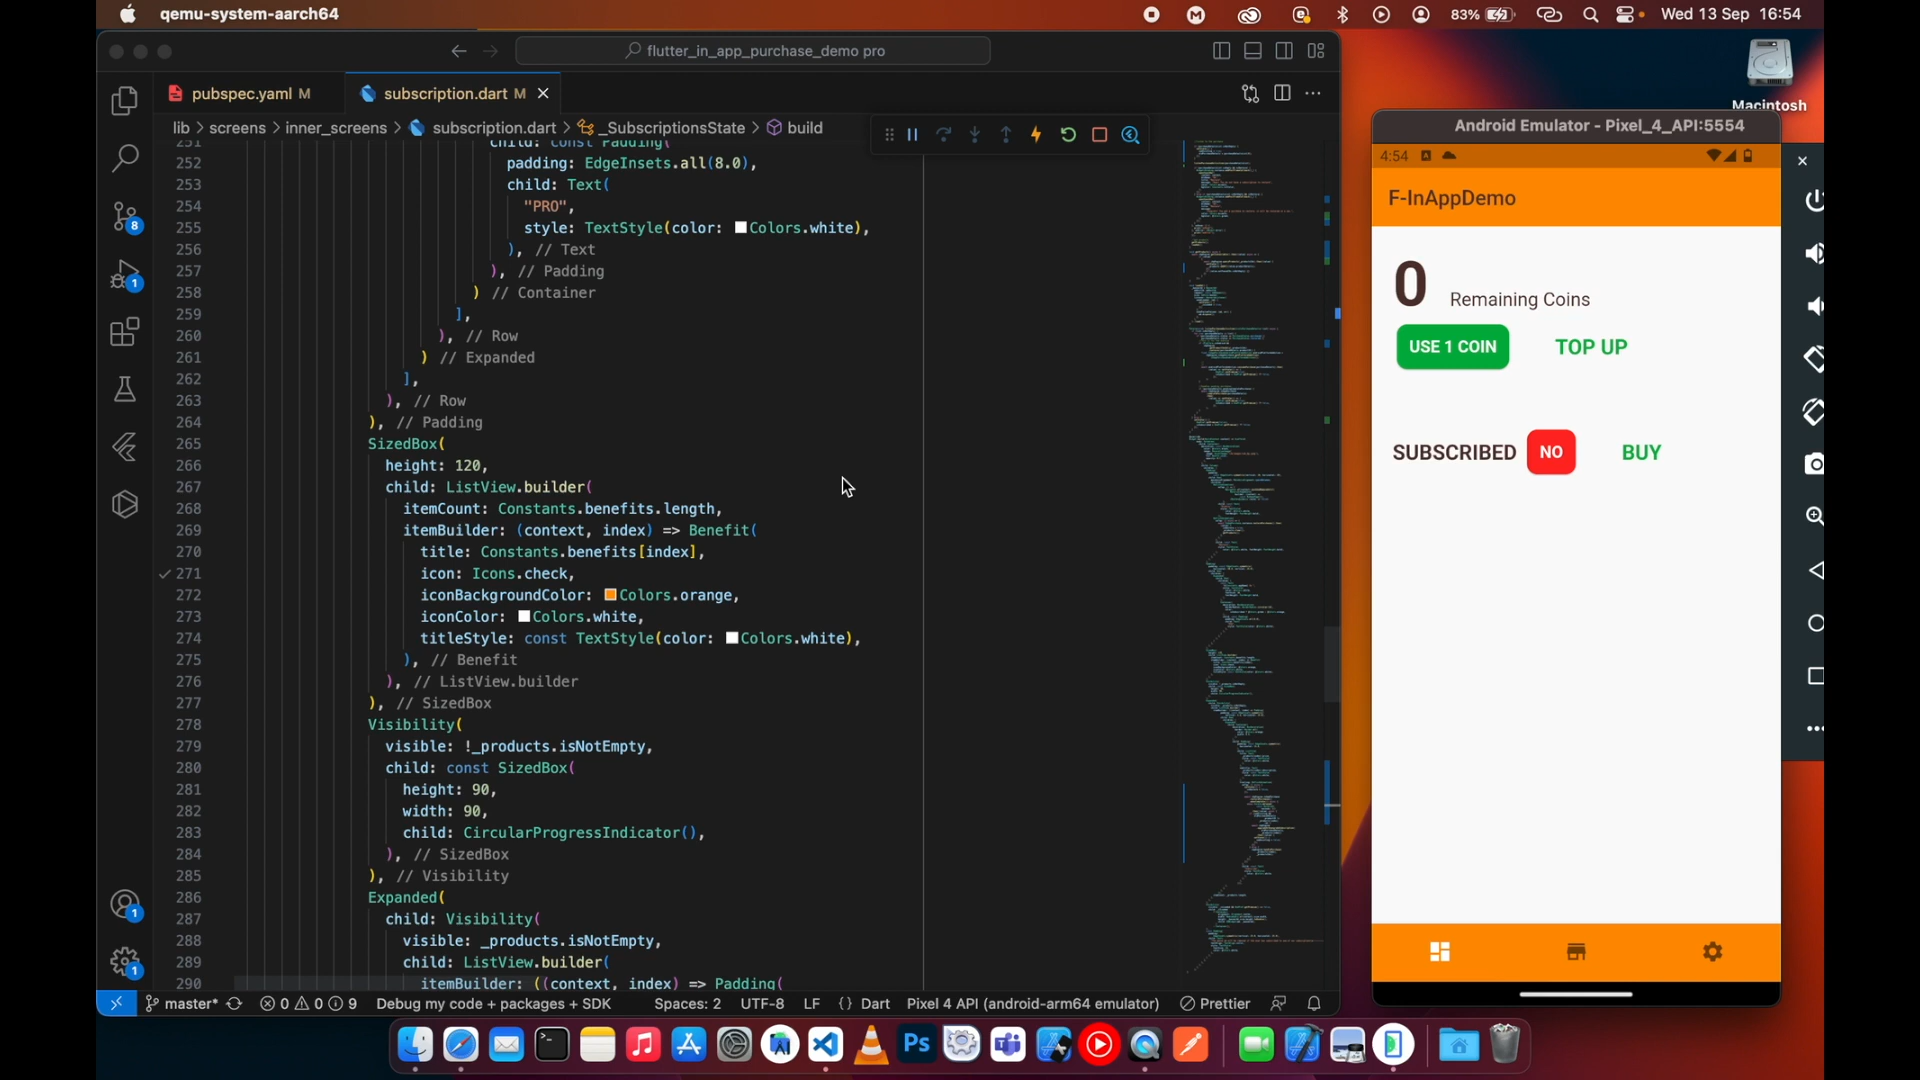 qemu-system-aarch64
83%
Wed 13 Sep 16:54
flutter_in_app_purchase_demo pro
pubspec.yaml M
subscription.dart M
lib > screens > inner_screens > subscription.dart > _SubscriptionsState > build
251 child: const Padding(
252 padding: EdgeInsets.all(8.0),
253 child: Text(
254 "PRO",
255 style: TextStyle(color: Colors.white),
256 ), // Text
257 ), // Padding
258 ) // Container
259 ],
260 ), // Row
261 ) // Expanded
262 ],
263 ), // Row
264 ), // Padding
265 SizedBox(
266 height: 120,
267 child: ListView.builder(
268 itemCount: Constants.benefits.length,
269 itemBuilder: (context, index) => Benefit(
270 title: Constants.benefits[index],
271 icon: Icons.check,
272 iconBackgroundColor: Colors.orange,
273 iconColor: Colors.white,
274 titleStyle: const TextStyle(color: Colors.white),
275 ), // Benefit
276 ), // ListView.builder
277 ), // SizedBox
278 Visibility(
279 visible: !_products.isNotEmpty,
280 child: const SizedBox(
281 height: 90,
282 width: 90,
283 child: CircularProgressIndicator(),
284 ), // SizedBox
285 ), // Visibility
286 Expanded(
287 child: Visibility(
288 visible: _products.isNotEmpty,
289 child: ListView.builder(
290 itemBuilder: ((context, index) => Padding(
8
1
1
1
master* 0 0 9 Debug my code + packages + SDK Spaces: 2 UTF-8 LF {} Dart Pixel 4 API (android-arm64 emulator) Prettier
Macintosh
Android Emulator - Pixel_4_API:5554
4:54
F-InAppDemo
0 Remaining Coins
USE 1 COIN TOP UP
SUBSCRIBED NO BUY
Ps